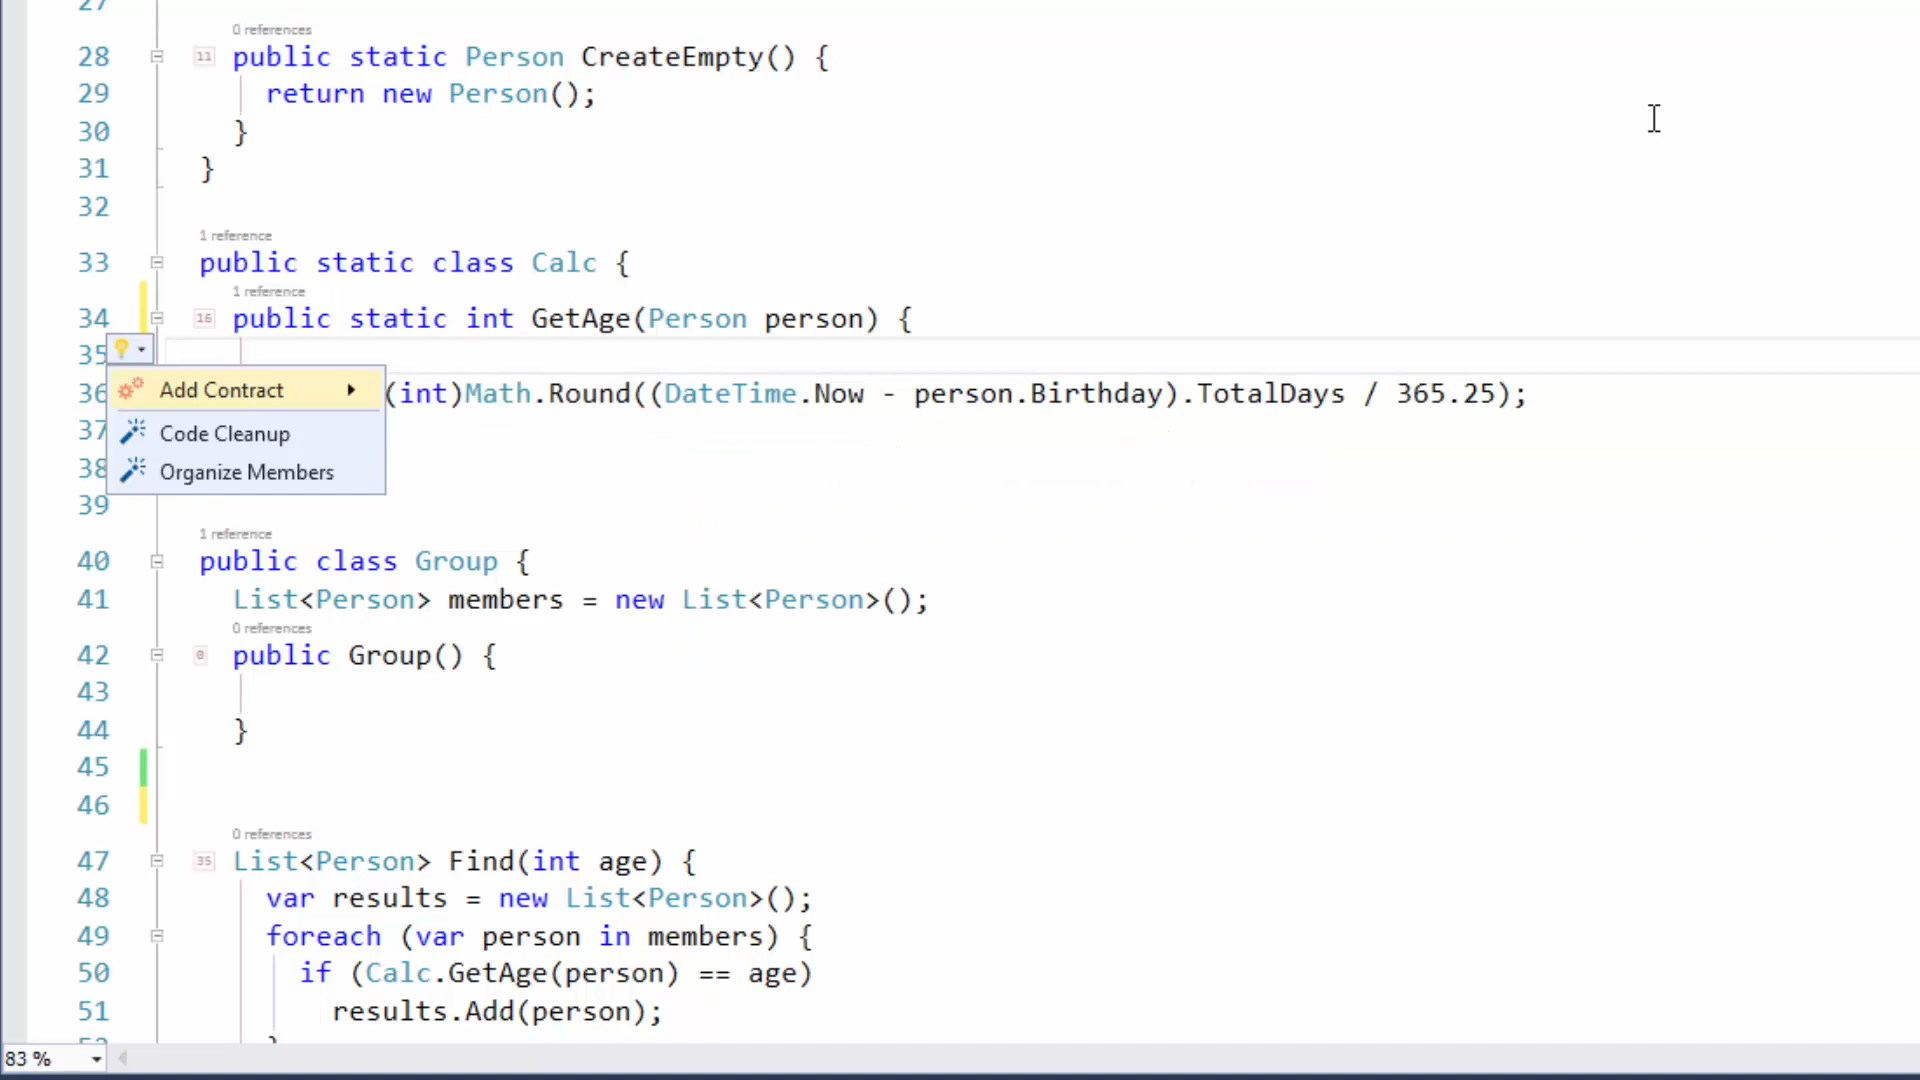 27
0 references
28 11 public static Person CreateEmpty() {
29 return new Person();
30 }
31 }
32
1 reference
33 public static class Calc {
1 reference
34 16 public static int GetAge(Person person) {
35
Add Contract
36 (int)Math.Round((DateTime.Now - person.Birthday).TotalDays / 365.25);
37 Code Cleanup
38 Organize Members
39
1 reference
40 public class Group {
41 List<Person> members = new List<Person>();
0 references
42 0 public Group() {
43
44 }
45
46
0 references
47 35 List<Person> Find(int age) {
48 var results = new List<Person>();
49 foreach (var person in members) {
50 if (Calc.GetAge(person) == age)
51 results.Add(person);
83 %